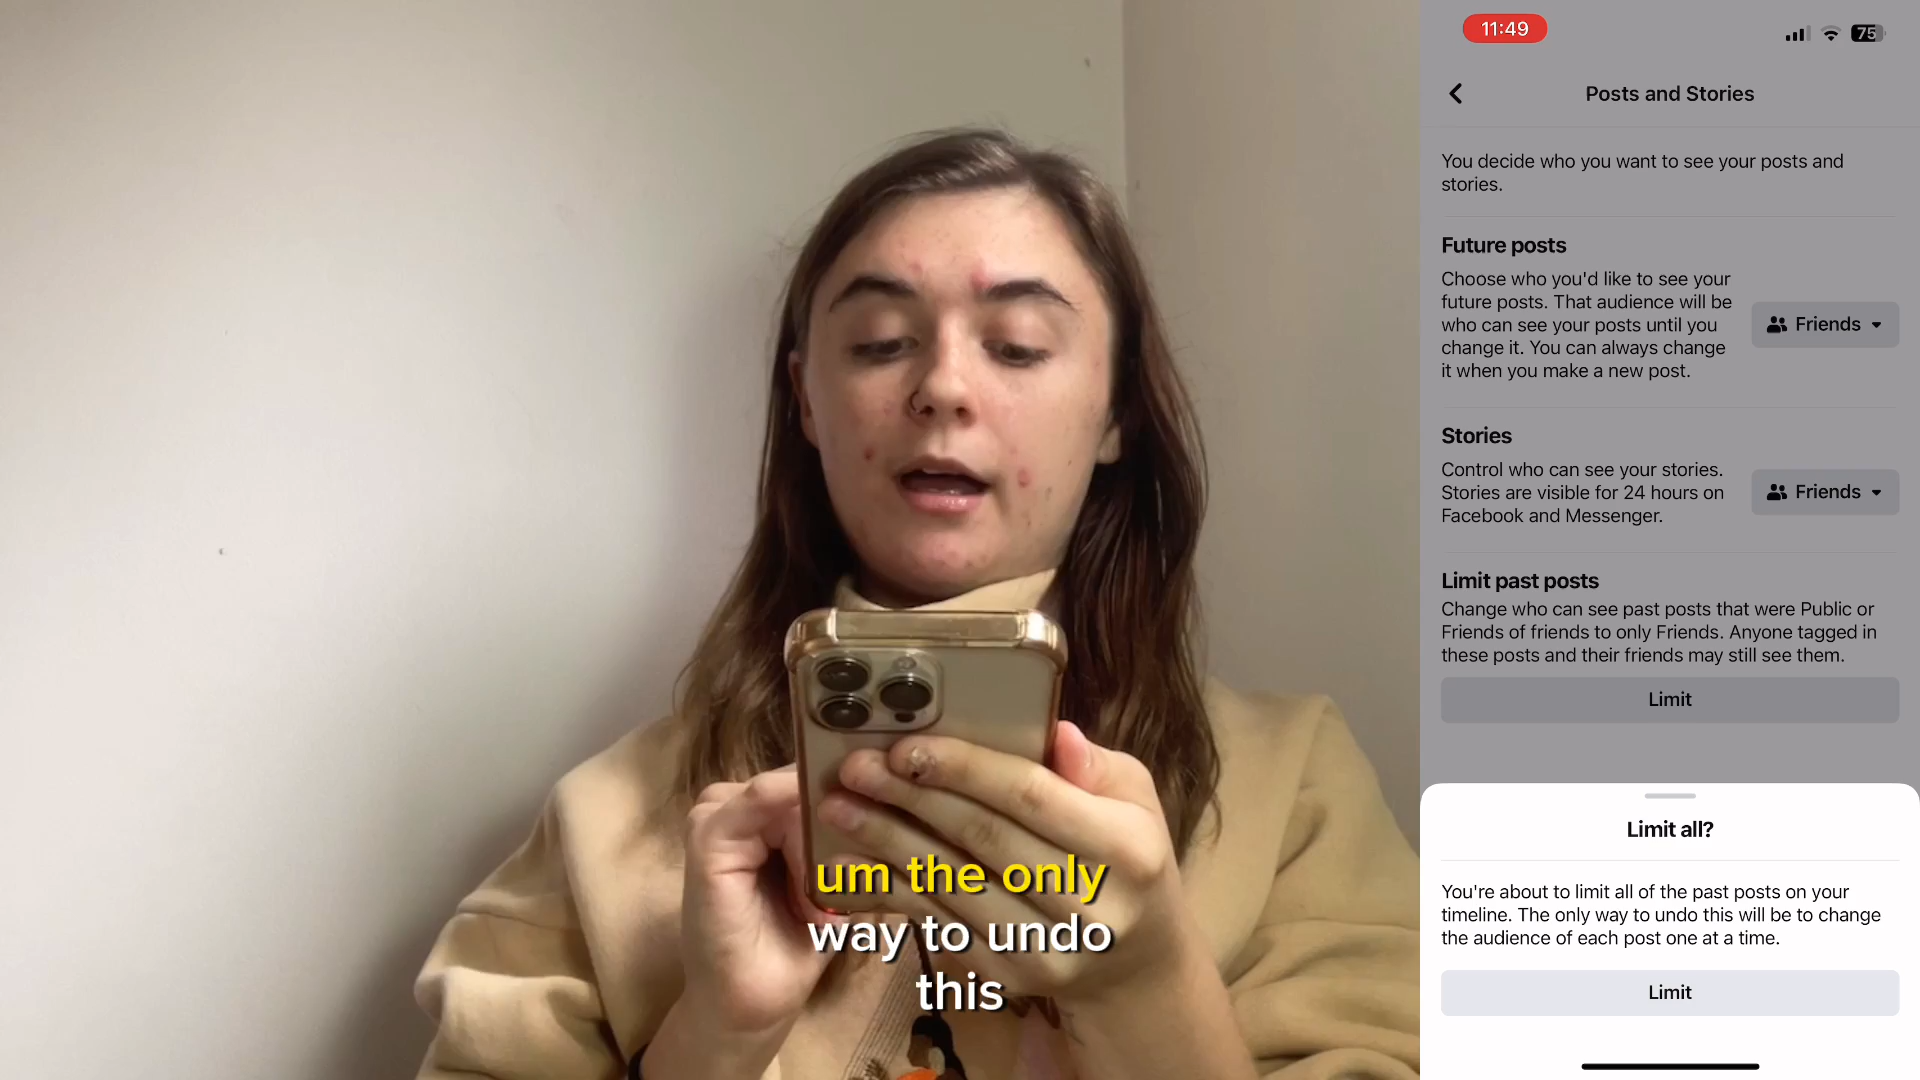 um the only
way to undo
this
11:49
75
Posts and Stories
You decide who you want to see your posts and
stories.
Future posts
Choose who you'd like to see your
future posts. That audience will be
who can see your posts until you
change it. You can always change
it when you make a new post.
Friends
Stories
Control who can see your stories.
Stories are visible for 24 hours on
Facebook and Messenger.
Friends
Limit past posts
Change who can see past posts that were Public or
Friends of friends to only Friends. Anyone tagged in
these posts and their friends may still see them.
Limit
Limit all?
You're about to limit all of the past posts on your
timeline. The only way to undo this will be to change
the audience of each post one at a time.
Limit